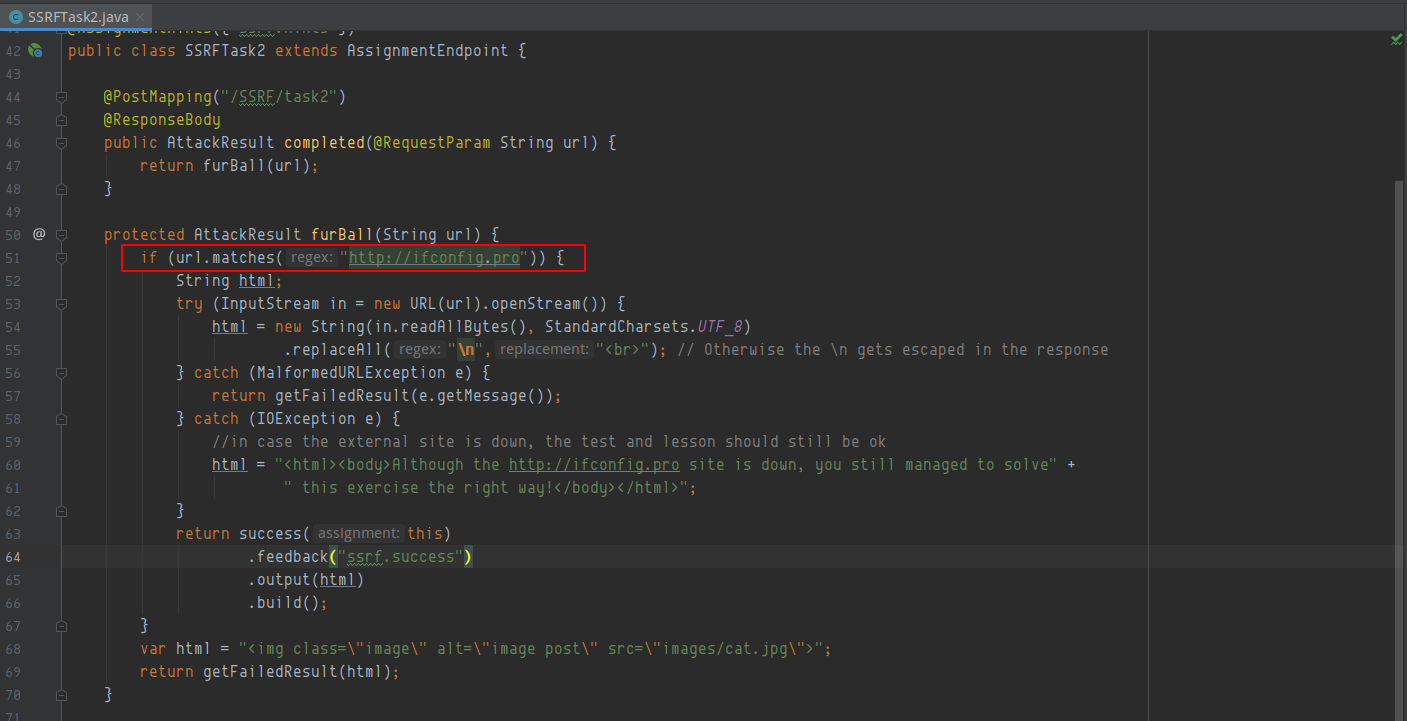 SSRFTask2.java ×
42 public class SSRFTask2 extends AssignmentEndpoint {
43
44 @PostMapping("/SSRF/task2")
45 @ResponseBody
46 public AttackResult completed(@RequestParam String url) {
47 return furBall(url);
48 }
49
50 @ protected AttackResult furBall(String url) {
51 if (url.matches( regex: "http://ifconfig.pro")) {
52 String html;
53 try (InputStream in = new URL(url).openStream()) {
54 html = new String(in.readAllBytes(), StandardCharsets.UTF_8)
55 .replaceAll( regex: "\n", replacement: "<br>"); // Otherwise the \n gets escaped in the response
56 } catch (MalformedURLException e) {
57 return getFailedResult(e.getMessage());
58 } catch (IOException e) {
59 //in case the external site is down, the test and lesson should still be ok
60 html = "<html><body>Although the http://ifconfig.pro site is down, you still managed to solve" +
61 " this exercise the right way!</body></html>";
62 }
63 return success( assignment: this)
64 .feedback("ssrf.success")
65 .output(html)
66 .build();
67 }
68 var html = "<img class=\"image\" alt=\"image post\" src=\"images/cat.jpg\">";
69 return getFailedResult(html);
70 }
71